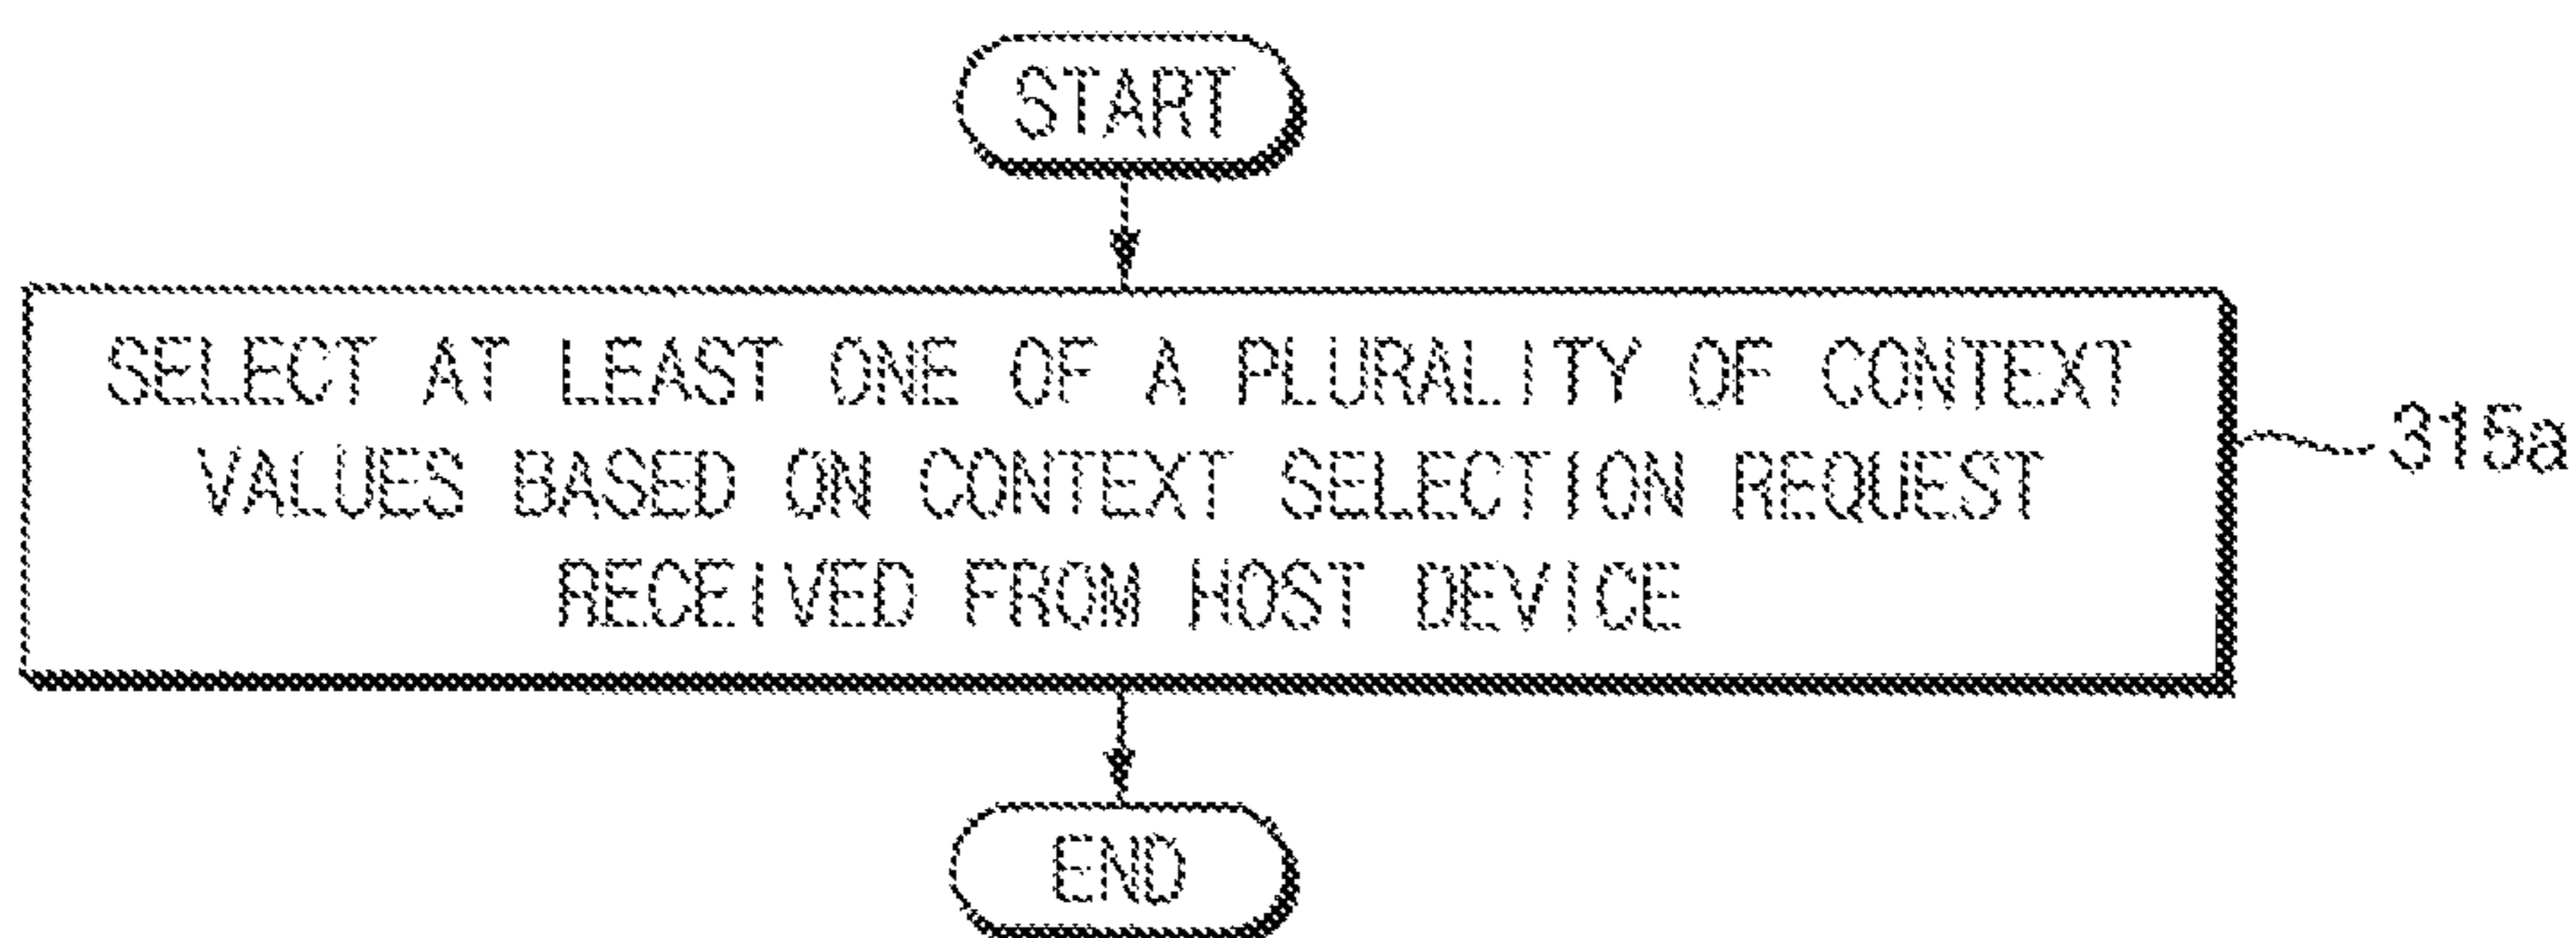 START
SELECT AT LEAST ONE OF A PLURALITY OF CONTEXT
VALUES BASED ON CONTEXT SELECTION REQUEST
RECEIVED FROM HOST DEVICE
315a
END